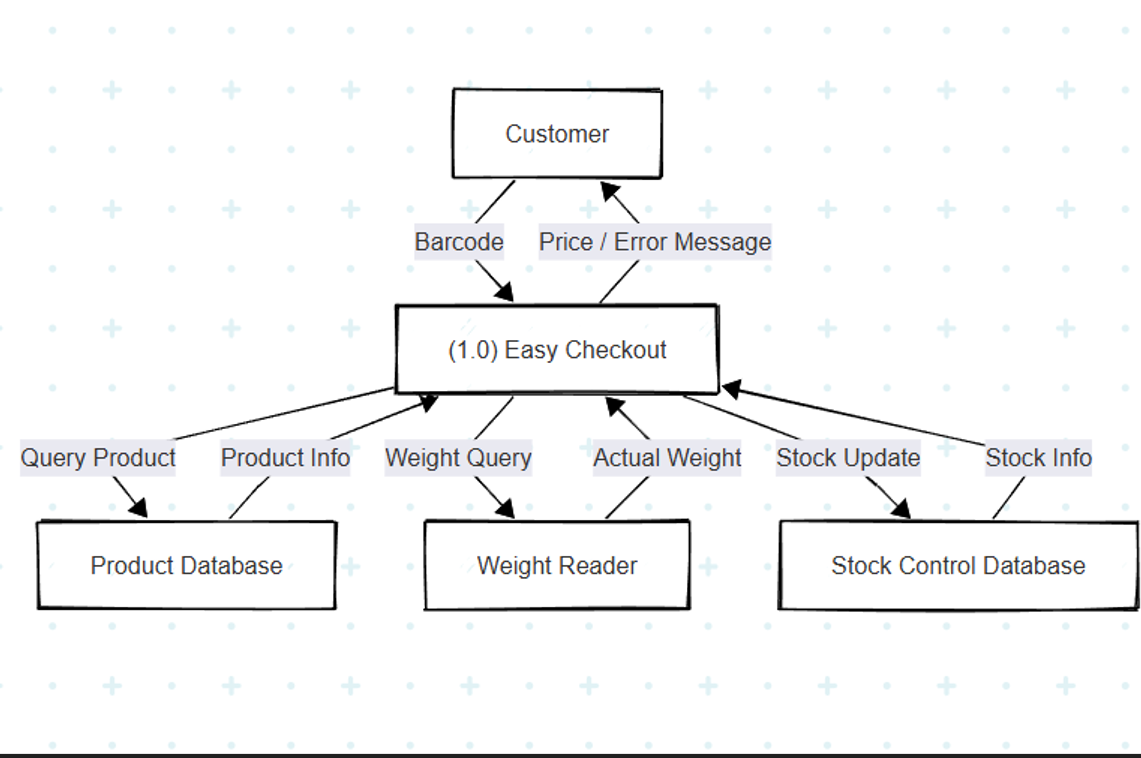 Customer
Barcode
Price / Error Message
(1.0) Easy Checkout
Query Product
Product Info
Weight Query
Actual Weight
Stock Update
Stock Info
Product Database
Weight Reader
Stock Control Database